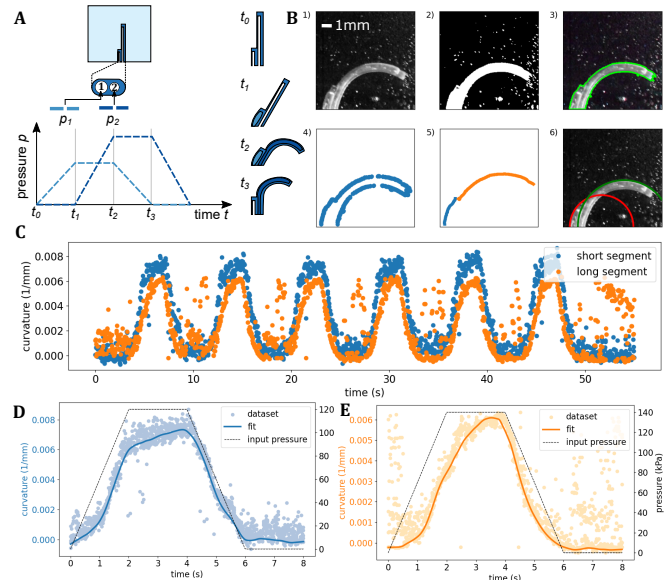 A
1
2
p1
p2
pressure p
t0
t1
t2
t3
time t
t0
t1
t2
t3
B
1)
1mm
2)
3)
4)
5)
6)
C
curvature (1/mm)
0.008
0.006
0.004
0.002
0.000
short segment
long segment
0
10
20
30
40
50
time (s)
D
curvature (1/mm)
0.008
0.006
0.004
0.002
0.000
dataset
fit
input pressure
120
100
80
60
40
20
0
0 1 2 3 4 5 6 7 8
time (s)
E
curvature (1/mm)
0.006
0.005
0.004
0.003
0.002
0.001
0.000
dataset
fit
input pressure
140
120
100
80
60
40
20
0
pressure (kPa)
0 1 2 3 4 5 6 7 8
time (s)